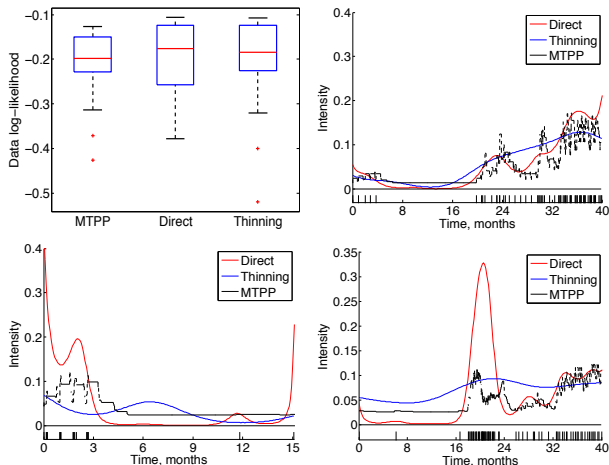 Data log−likelihood
−0.1
−0.2
−0.3
−0.4
−0.5
MTPP Direct Thinning
Intensity
0.4
0.3
0.2
0.1
0
Direct
Thinning
MTPP
0 8 16 24 32 40
Time, months
Intensity
0.4
0.3
0.2
0.1
0
Direct
Thinning
MTPP
0 3 6 9 12 15
Time, months
Intensity
0.35
0.3
0.25
0.2
0.15
0.1
0.05
0
Direct
Thinning
MTPP
0 8 16 24 32 40
Time, months